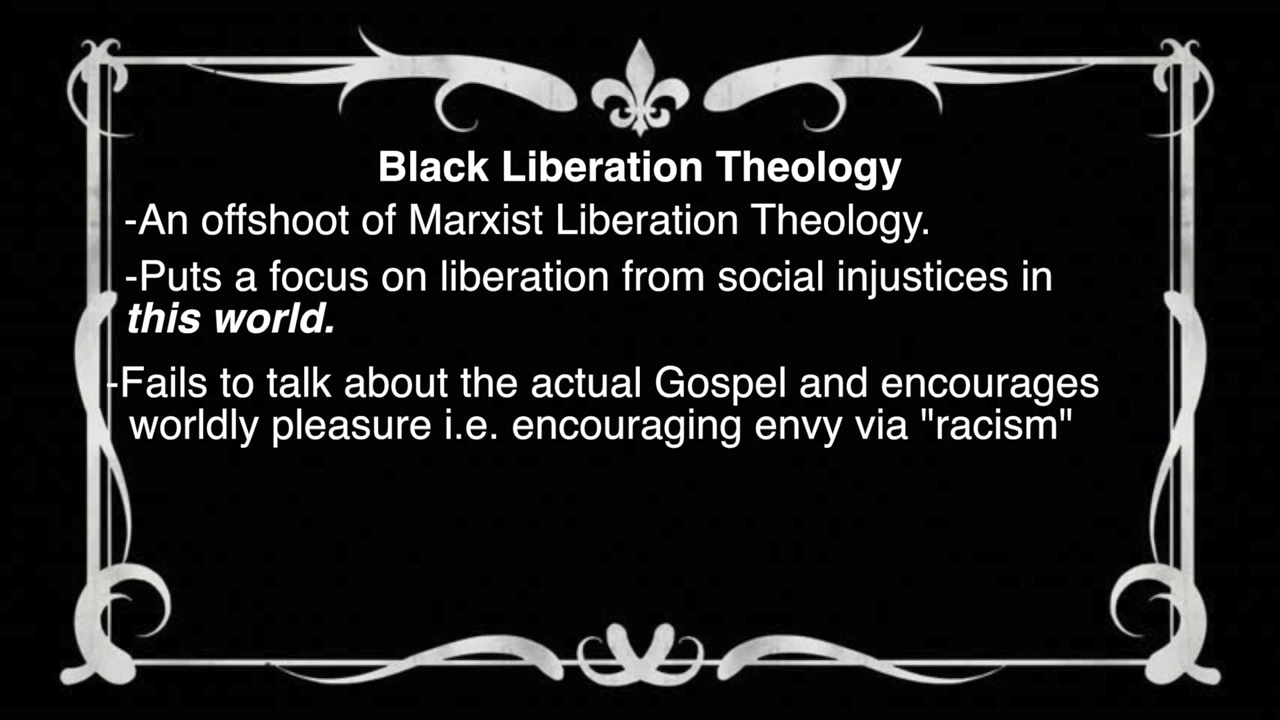 Black Liberation Theology
-An offshoot of Marxist Liberation Theology.
-Puts a focus on liberation from social injustices in
this world.
-Fails to talk about the actual Gospel and encourages
worldly pleasure i.e. encouraging envy via "racism"